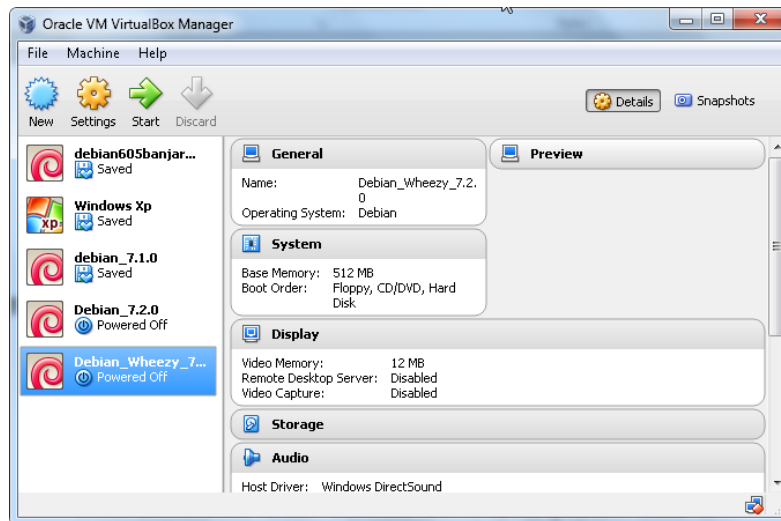 Oracle VM VirtualBox Manager
File Machine Help
New Settings Start Discard
Details Snapshots
debian605banjar...
Saved
Windows Xp
Saved
debian_7.1.0
Saved
Debian_7.2.0
Powered Off
Debian_Wheezy_7...
Powered Off
General
Name: Debian_Wheezy_7.2.
0
Operating System: Debian
System
Base Memory: 512 MB
Boot Order: Floppy, CD/DVD, Hard
Disk
Preview
Display
Video Memory: 12 MB
Remote Desktop Server: Disabled
Video Capture: Disabled
Storage
Audio
Host Driver: Windows DirectSound